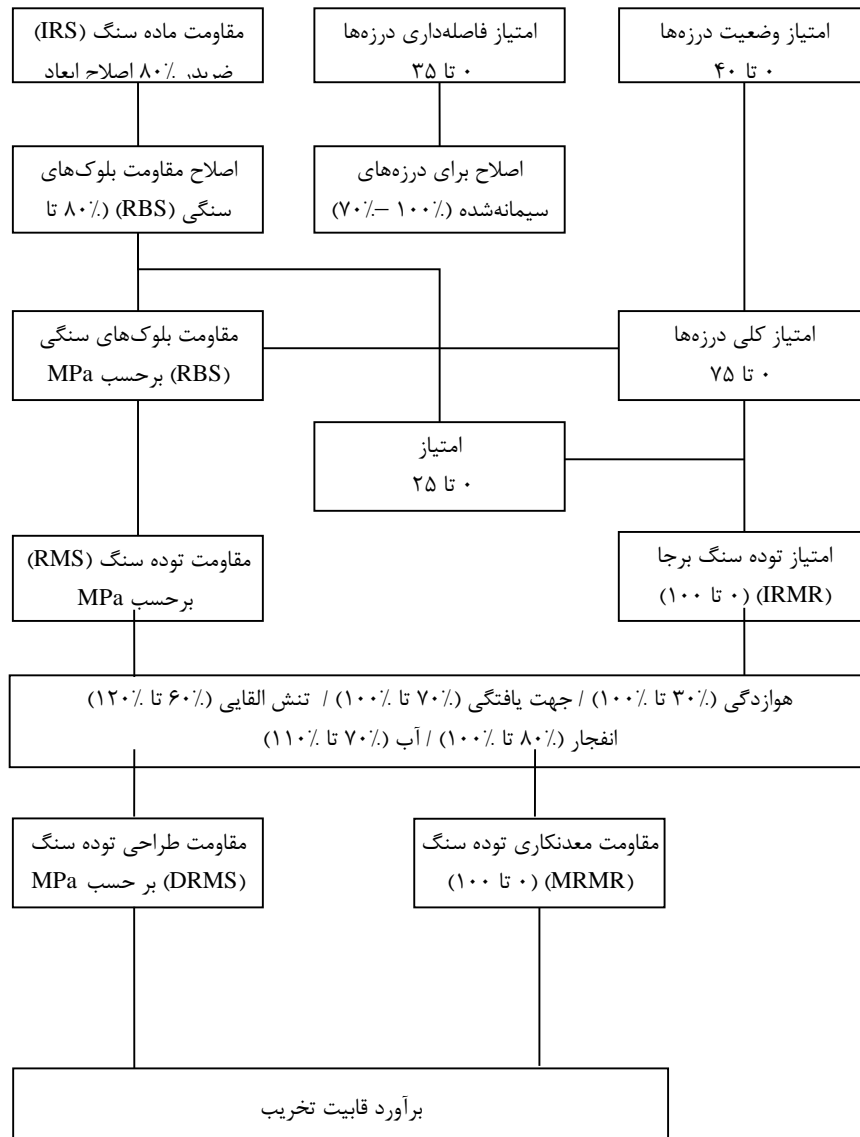 امتیاز وضعیت درزه‌ها
۰ تا ۴۰
امتیاز فاصله‌داری درزه‌ها
۰ تا ۳۵
مقاومت ماده سنگ (IRS)
ضربدر ۸۰٪ اصلاح ابعاد
اصلاح برای درزه‌های
سیمانه‌شده (۱۰۰٪ –۷۰٪)
اصلاح مقاومت بلوک‌های
سنگی (RBS) (۸۰٪ تا
امتیاز کلی درزه‌ها
۰ تا ۷۵
مقاومت بلوک‌های سنگی
(RBS) برحسب MPa
امتیاز
۰ تا ۲۵
امتیاز توده سنگ برجا
(IRMR) (۰ تا ۱۰۰)
مقاومت توده سنگ (RMS)
برحسب MPa
هوازدگی (۳۰٪ تا ۱۰۰٪) / جهت یافتگی (۷۰٪ تا ۱۰۰٪) / تنش القایی (۶۰٪ تا ۱۲۰٪)
انفجار (۸۰٪ تا ۱۰۰٪) / آب (۷۰٪ تا ۱۱۰٪)
مقاومت معدنکاری توده سنگ
(MRMR) (۰ تا ۱۰۰)
مقاومت طراحی توده سنگ
(DRMS) بر حسب MPa
برآورد قابیت تخریب